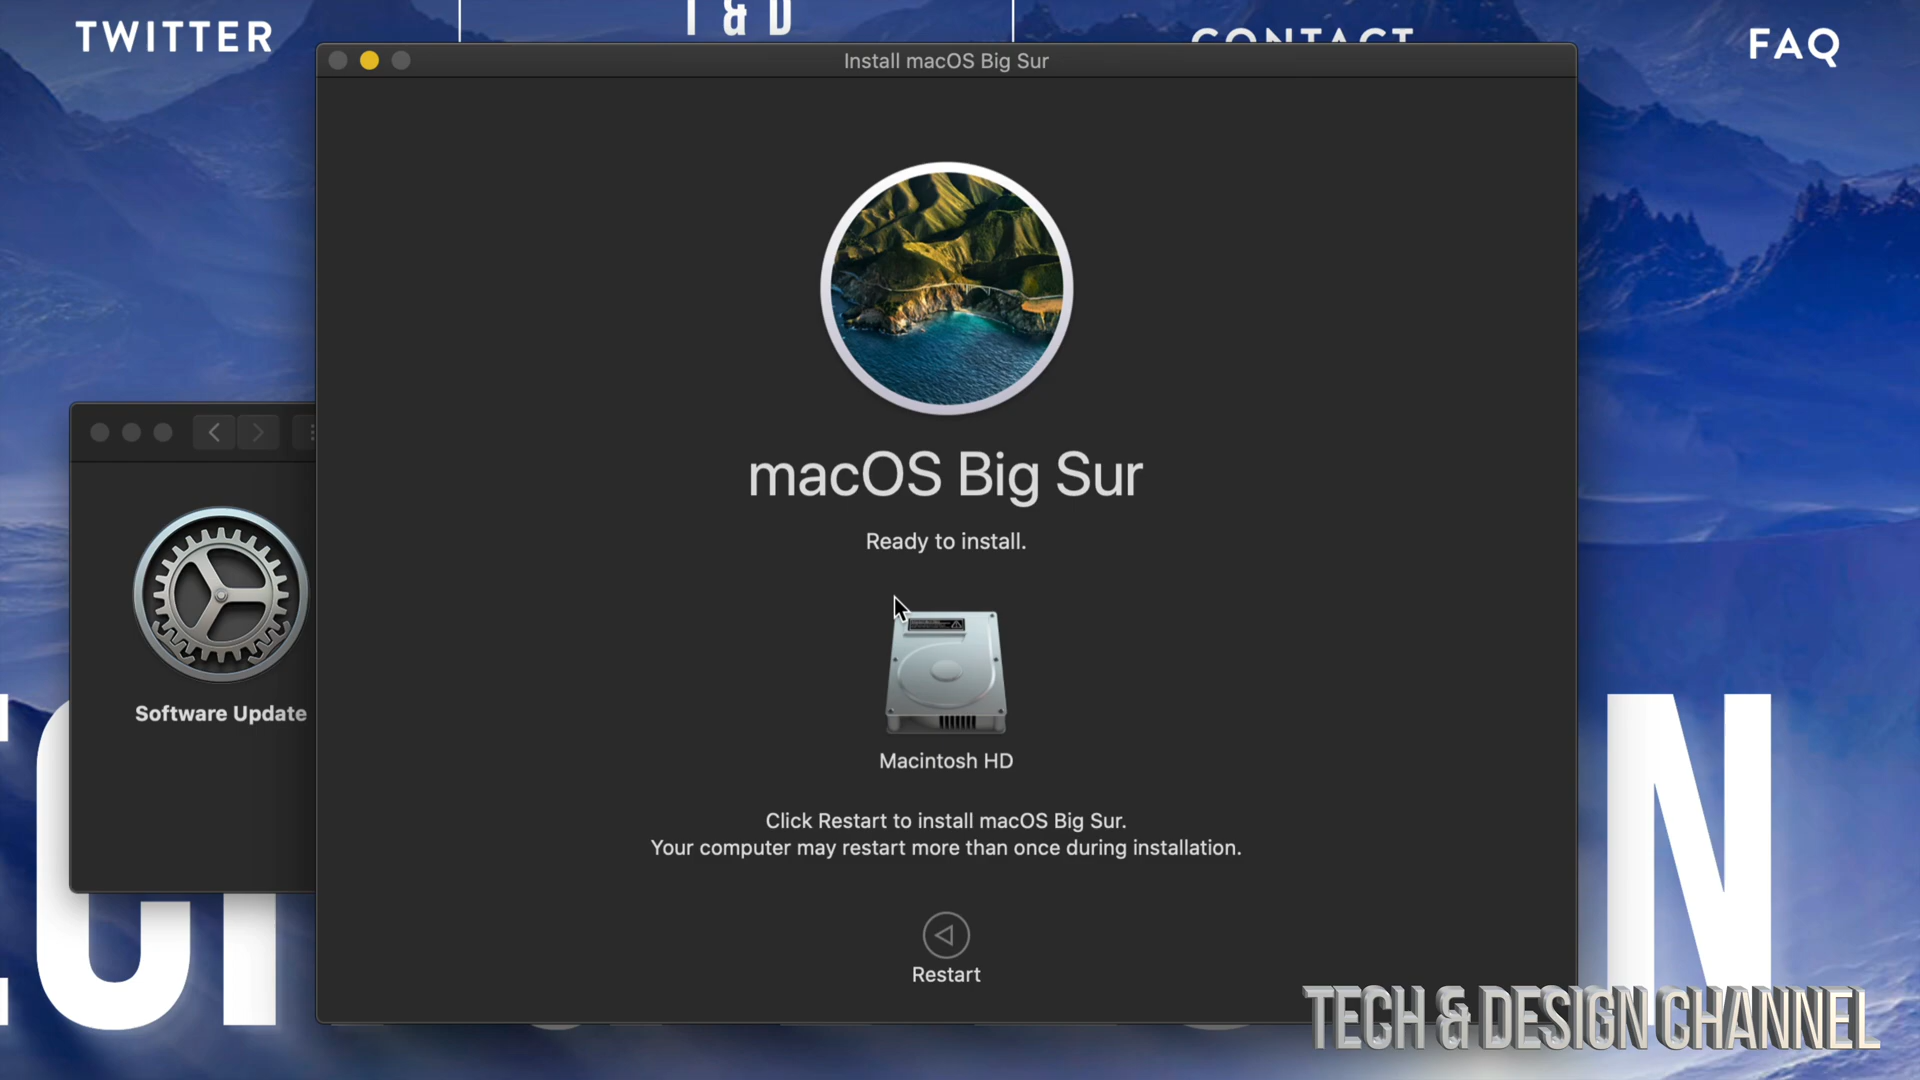 TWITTER
T & D
CONTACT
FAQ
Install macOS Big Sur
macOS Big Sur
Ready to install.
Software Update
Macintosh HD
Click Restart to install macOS Big Sur.
Your computer may restart more than once during installation.
Restart
TECH & DESIGN CHANNEL